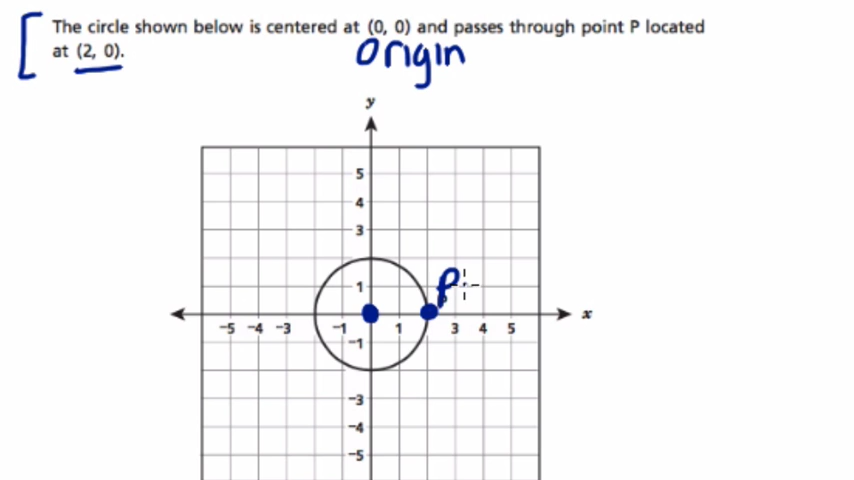 The circle shown below is centered at (0, 0) and passes through point P located
at (2, 0).
origin
y
5
4
3
P
1
-5 -4 -3 -1 1 3 4 5 x
-1
-3
-4
-5